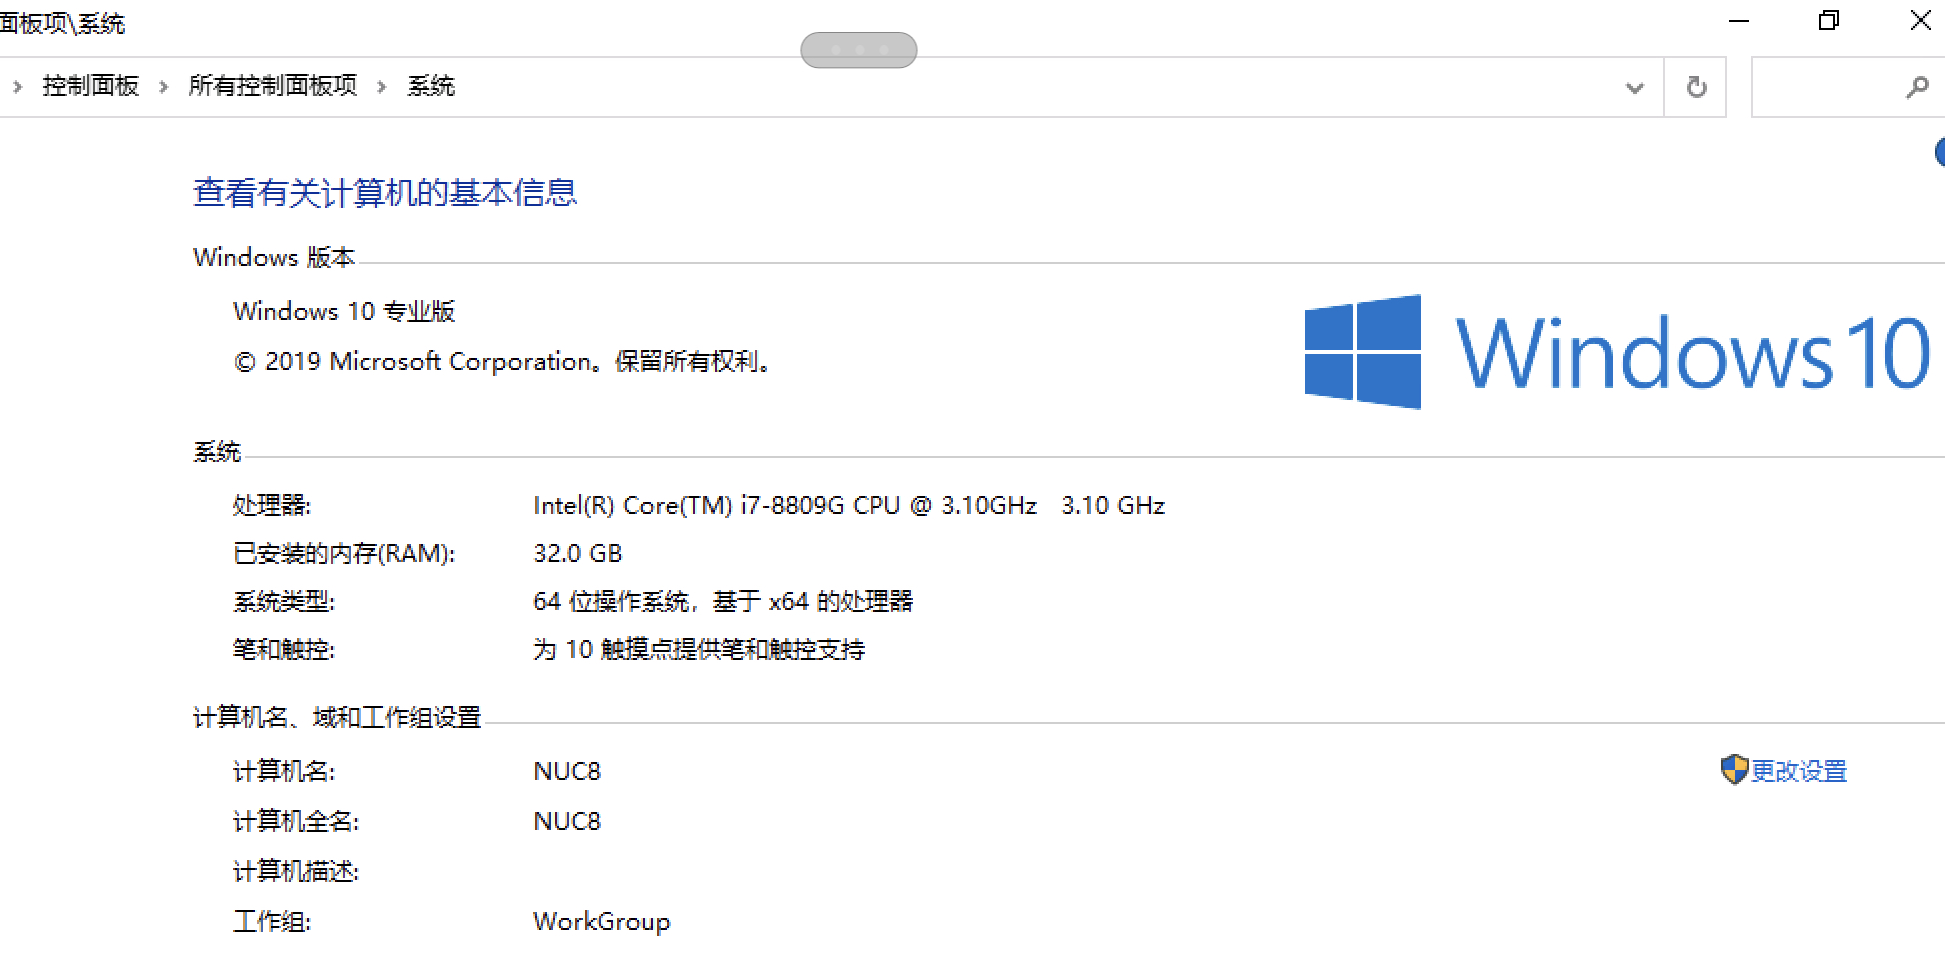 面板项\系统
控制面板 › 所有控制面板项 › 系统
查看有关计算机的基本信息
Windows 版本
Windows 10 专业版
© 2019 Microsoft Corporation。保留所有权利。
Windows 10
系统
处理器: Intel(R) Core(TM) i7-8809G CPU @ 3.10GHz 3.10 GHz
已安装的内存(RAM): 32.0 GB
系统类型: 64 位操作系统, 基于 x64 的处理器
笔和触控: 为 10 触摸点提供笔和触控支持
计算机名、域和工作组设置
计算机名: NUC8 更改设置
计算机全名: NUC8
计算机描述:
工作组: WorkGroup